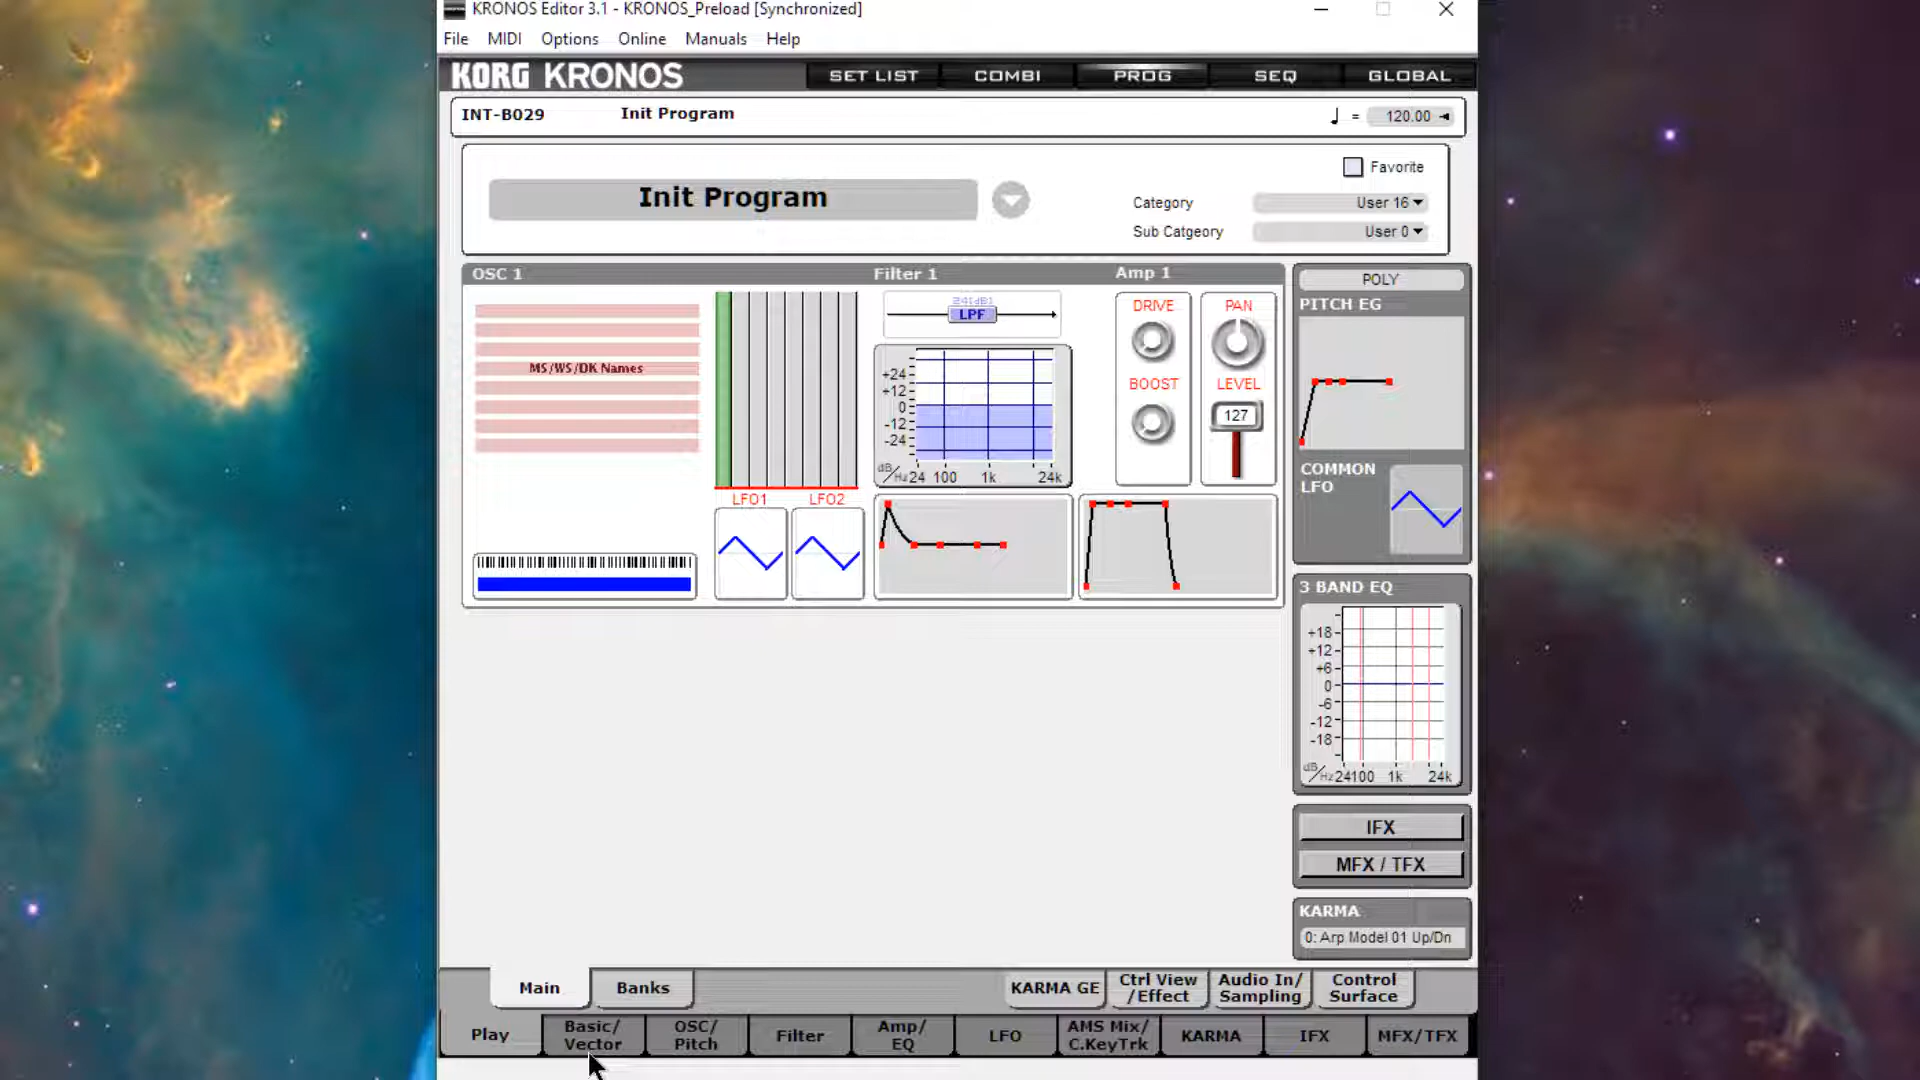 KRONOS Editor 3.1 - KRONOS_Preload [Synchronized]
File MIDI Options Online Manuals Help
KORG KRONOS SET LIST COMBI PROG SEQ GLOBAL
INT-B029 Init Program ♩ = 120.00
Favorite
Init Program
Category User 16
Sub Catgeory User 0
OSC 1 Filter 1 Amp 1
POLY
PITCH EG
MS/WS/DK Names
LPF
DRIVE PAN
BOOST LEVEL
127
+24
+12
0
-12
-24
dB/Hz 24 100 1k 24k
LFO1 LFO2
COMMON
LFO
3 BAND EQ
+18
+12
+6
0
-6
-12
-18
dB/Hz 24100 1k 24k
IFX
MFX / TFX
KARMA
0: Arp Model 01 Up/Dn
Main Banks KARMA GE Ctrl View /Effect Audio In/ Sampling Control Surface
Play Basic/ Vector OSC/ Pitch Filter Amp/ EQ LFO AMS Mix/ C.KeyTrk KARMA IFX MFX/TFX